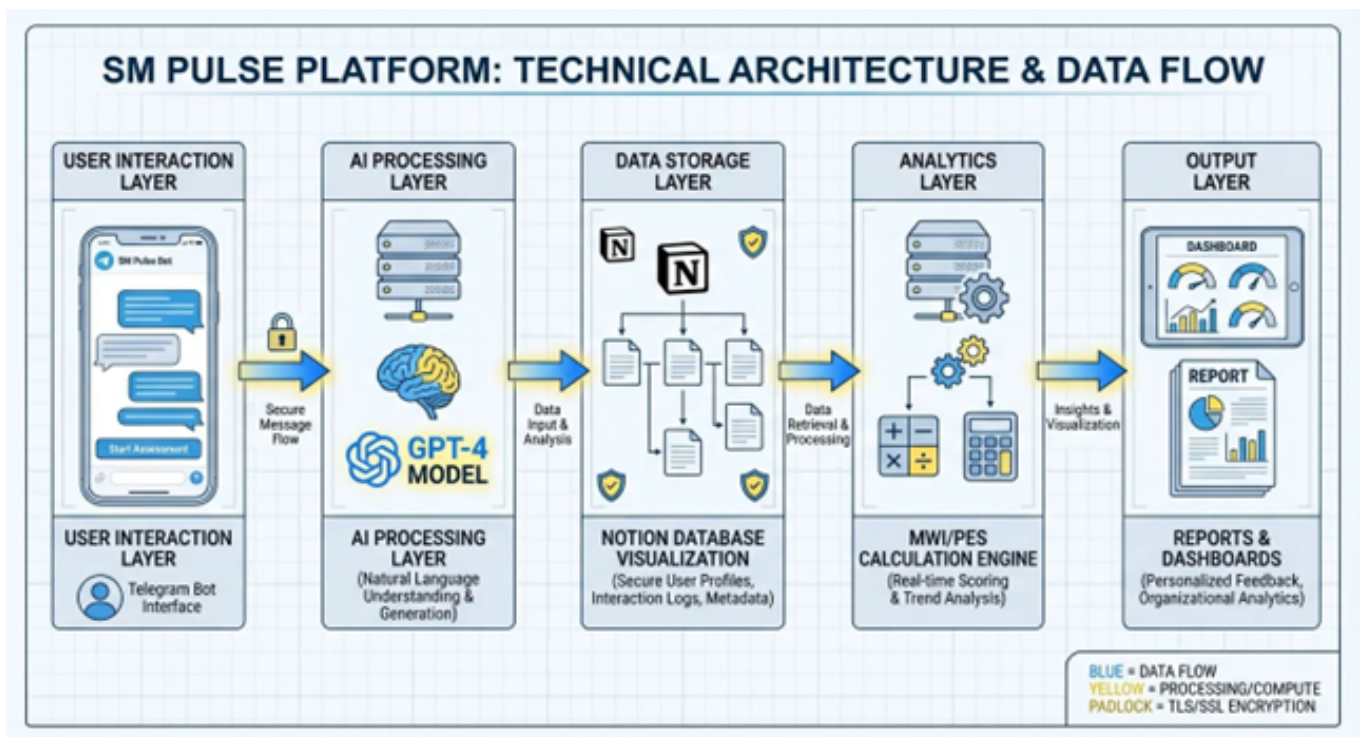 SM PULSE PLATFORM: TECHNICAL ARCHITECTURE & DATA FLOW
USER INTERACTION
LAYER
SM Pulse Bot
Start Assessment
USER INTERACTION
LAYER
Telegram Bot
Interface
Secure
Message
Flow
AI PROCESSING
LAYER
GPT-4
MODEL
AI PROCESSING
LAYER
(Natural Language
Understanding &
Generation)
Data
Input &
Analysis
DATA STORAGE
LAYER
N
N
NOTION DATABASE
VISUALIZATION
(Secure User Profiles,
Interaction Logs, Metadata)
Data
Retrieval &
Processing
ANALYTICS
LAYER
+ −
× ÷
MWI/PES
CALCULATION ENGINE
(Real-time Scoring
& Trend Analysis)
Insights &
Visualization
OUTPUT
LAYER
DASHBOARD
REPORT
REPORTS &
DASHBOARDS
(Personalized Feedback,
Organizational Analytics)
BLUE = DATA FLOW
YELLOW = PROCESSING/COMPUTE
PADLOCK = TLS/SSL ENCRYPTION